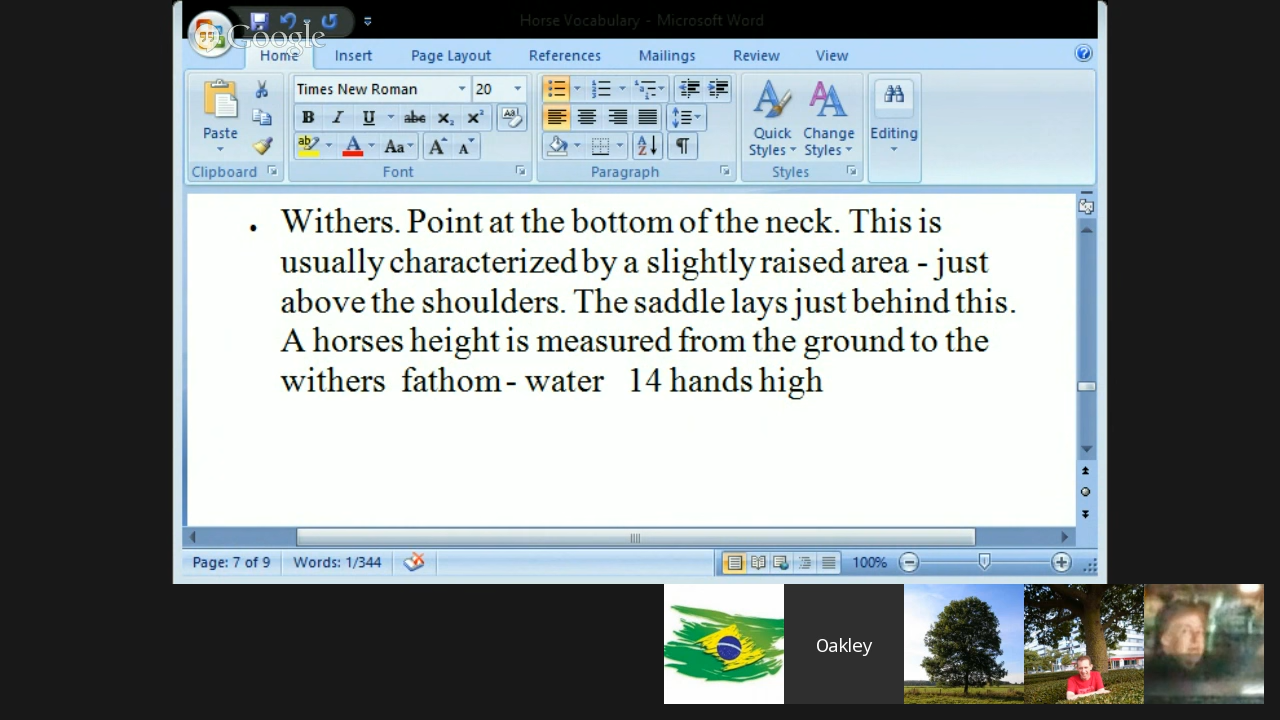 Horse Vocabulary - Microsoft Word
Google
Home Insert Page Layout References Mailings Review View
Times New Roman 20
Paste
Quick Styles
Change Styles
Editing
Clipboard Font Paragraph Styles
• Withers. Point at the bottom of the neck. This is
usually characterized by a slightly raised area - just
above the shoulders. The saddle lays just behind this.
A horses height is measured from the ground to the
withers fathom - water 14 hands high
Page: 7 of 9 Words: 1/344 100%
Oakley